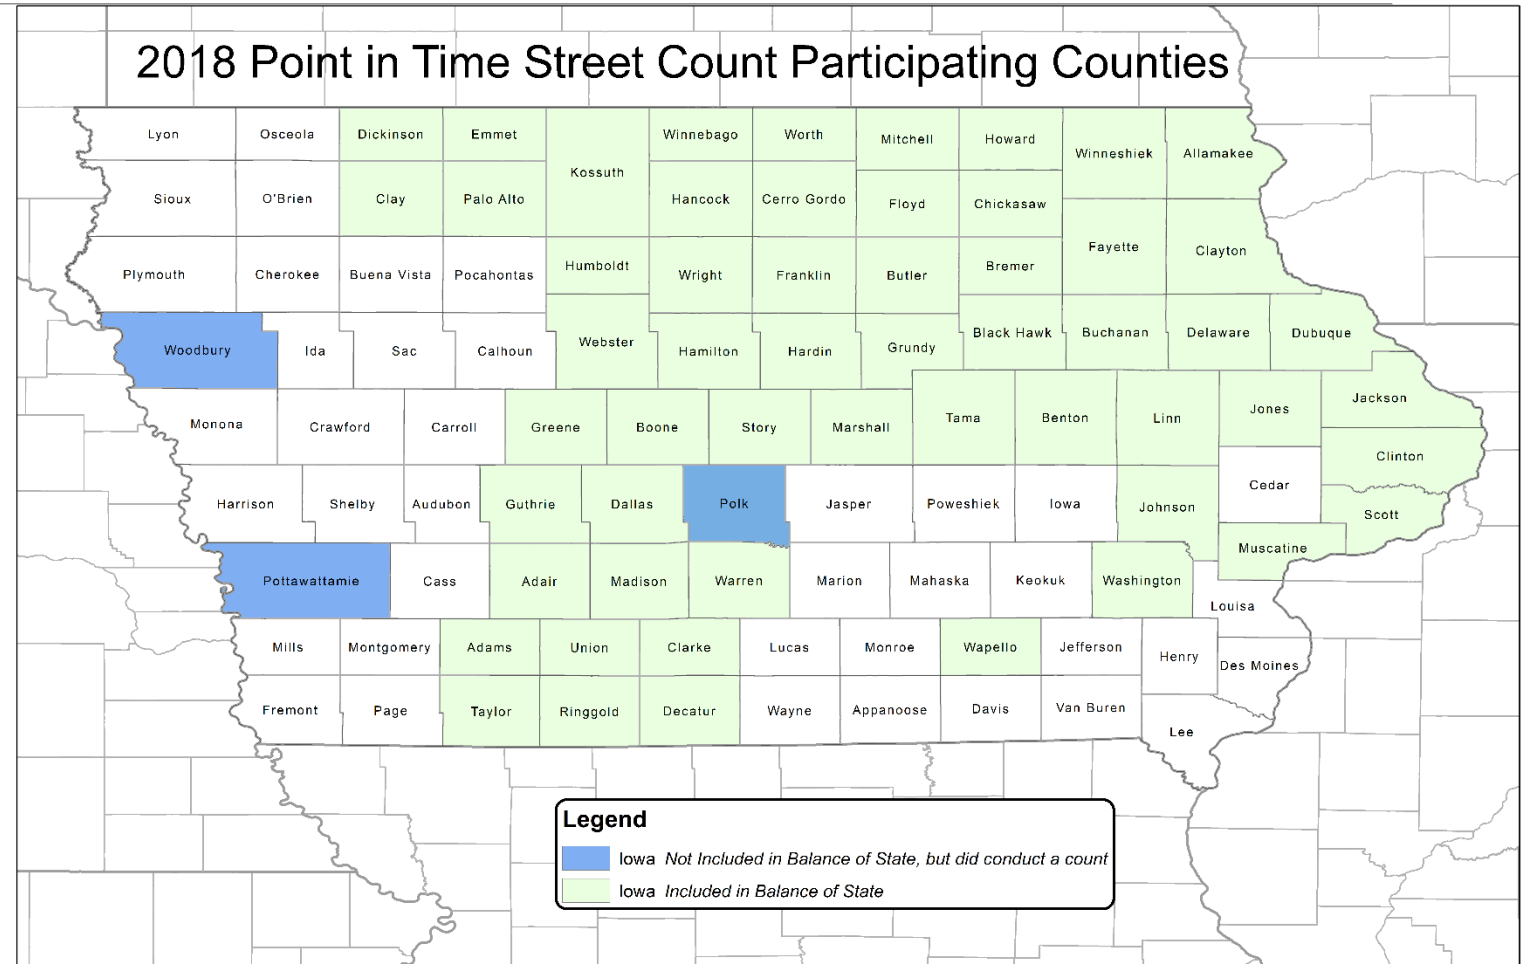 2018 Point in Time Street Count Participating Counties
Lyon
Osceola
Dickinson
Emmet
Kossuth
Winnebago
Worth
Mitchell
Howard
Winneshiek
Allamakee
Sioux
O'Brien
Clay
Palo Alto
Hancock
Cerro Gordo
Floyd
Chickasaw
Fayette
Clayton
Plymouth
Cherokee
Buena Vista
Pocahontas
Humboldt
Wright
Franklin
Butler
Bremer
Woodbury
Ida
Sac
Calhoun
Webster
Hamilton
Hardin
Grundy
Black Hawk
Buchanan
Delaware
Dubuque
Monona
Crawford
Carroll
Greene
Boone
Story
Marshall
Tama
Benton
Linn
Jones
Jackson
Clinton
Harrison
Shelby
Audubon
Guthrie
Dallas
Polk
Jasper
Poweshiek
Iowa
Johnson
Cedar
Scott
Muscatine
Pottawattamie
Cass
Adair
Madison
Warren
Marion
Mahaska
Keokuk
Washington
Louisa
Mills
Montgomery
Adams
Union
Clarke
Lucas
Monroe
Wapello
Jefferson
Henry
Des Moines
Fremont
Page
Taylor
Ringgold
Decatur
Wayne
Appanoose
Davis
Van Buren
Lee
Legend
Iowa Not Included in Balance of State, but did conduct a count
Iowa Included in Balance of State